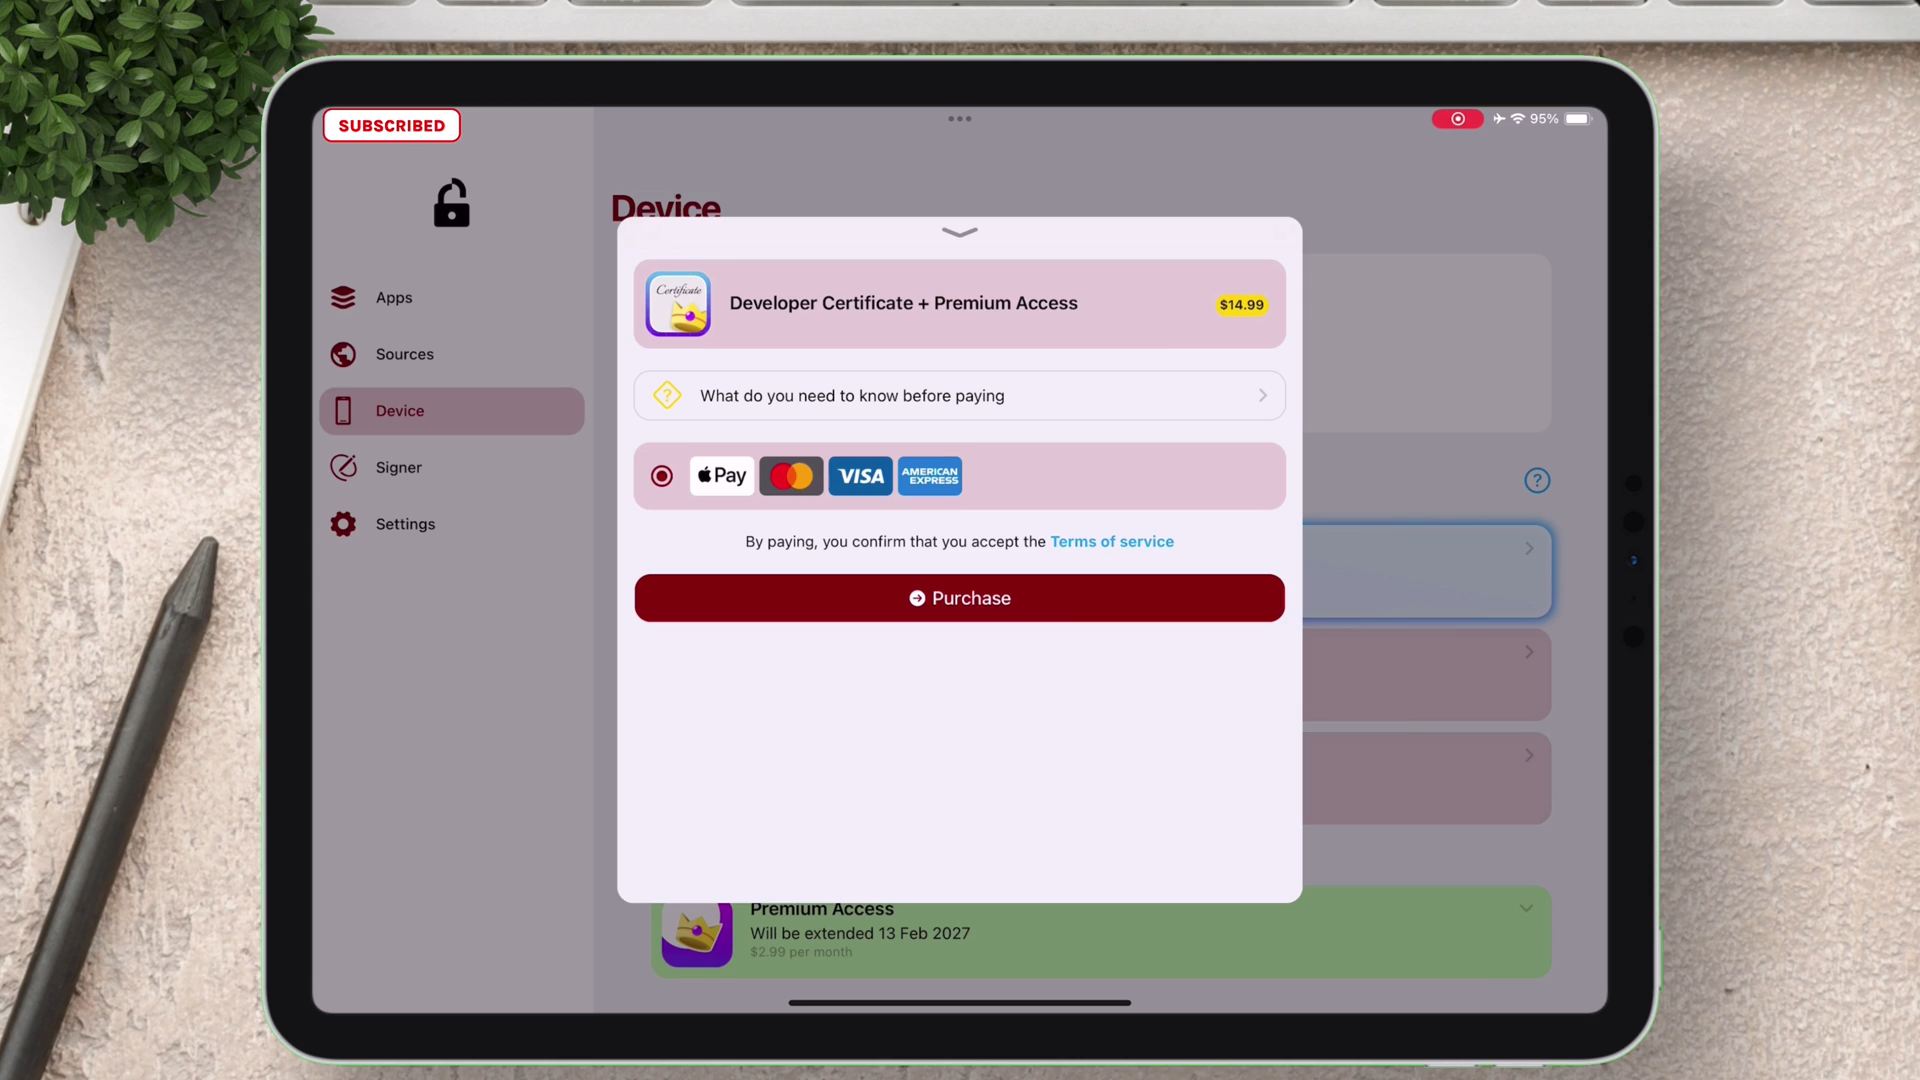 SUBSCRIBED
95%
Apps
Sources
Device
Signer
Settings
Device
Certificate
Developer Certificate + Premium Access
$14.99
?
What do you need to know before paying
Pay
VISA
AMERICAN
EXPRESS
By paying, you confirm that you accept the Terms of service
Purchase
?
Premium Access
Will be extended 13 Feb 2027
$2.99 per month